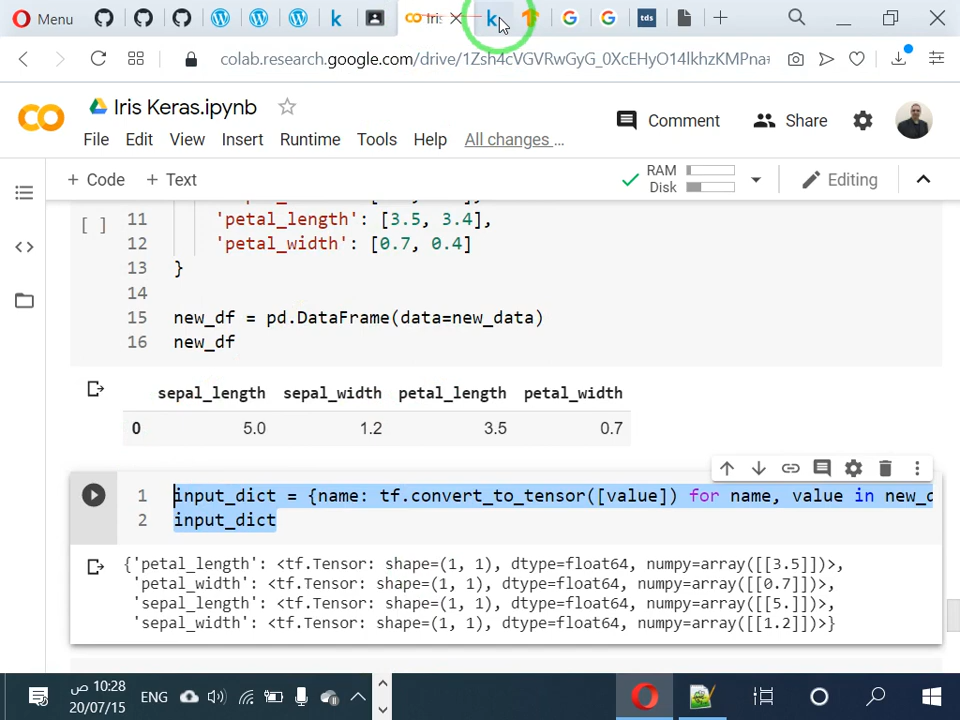 Menu
Iris
tds
colab.research.google.com/drive/1Zsh4cVGVRwGyG_0XcEHyO14lkhzKMPna
Iris Keras.ipynb
Comment
Share
File Edit View Insert Runtime Tools Help All changes …
+ Code + Text
RAM
Disk
Editing
[ ]
11 'petal_length': [3.5, 3.4],
12 'petal_width': [0.7, 0.4]
13 }
14
15 new_df = pd.DataFrame(data=new_data)
16 new_df
sepal_length sepal_width petal_length petal_width
0 5.0 1.2 3.5 0.7
1 input_dict = {name: tf.convert_to_tensor([value]) for name, value in new_d
2 input_dict
{'petal_length': <tf.Tensor: shape=(1, 1), dtype=float64, numpy=array([[3.5]])>,
'petal_width': <tf.Tensor: shape=(1, 1), dtype=float64, numpy=array([[0.7]])>,
'sepal_length': <tf.Tensor: shape=(1, 1), dtype=float64, numpy=array([[5.]])>,
'sepal_width': <tf.Tensor: shape=(1, 1), dtype=float64, numpy=array([[1.2]])>}
10:28 ص
20/07/15
ENG